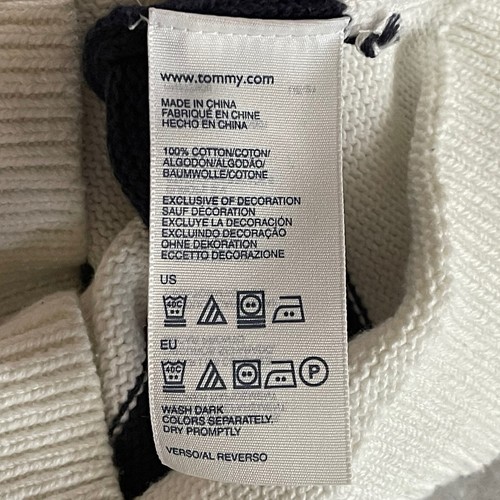 www.tommy.com
MADE IN CHINA
FABRIQUÉ EN CHINE
HECHO EN CHINA
100% COTTON/COTON/
ALGODÓN/ALGODÃO/
BAUMWOLLE/COTONE
EXCLUSIVE OF DECORATION
SAUF DÉCORATION
EXCLUYE LA DECORACIÓN
EXCLUINDO DECORAÇÃO
OHNE DEKORATION
ECCETTO DECORAZIONE
US
40C
EU
40C P
WASH DARK
COLORS SEPARATELY.
DRY PROMPTLY
VERSO/AL REVERSO